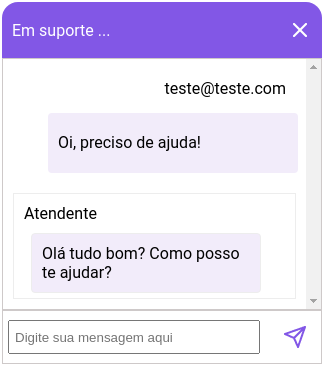 Em suporte ...
teste@teste.com
Oi, preciso de ajuda!
Atendente
Olá tudo bom? Como posso
te ajudar?
Digite sua mensagem aqui